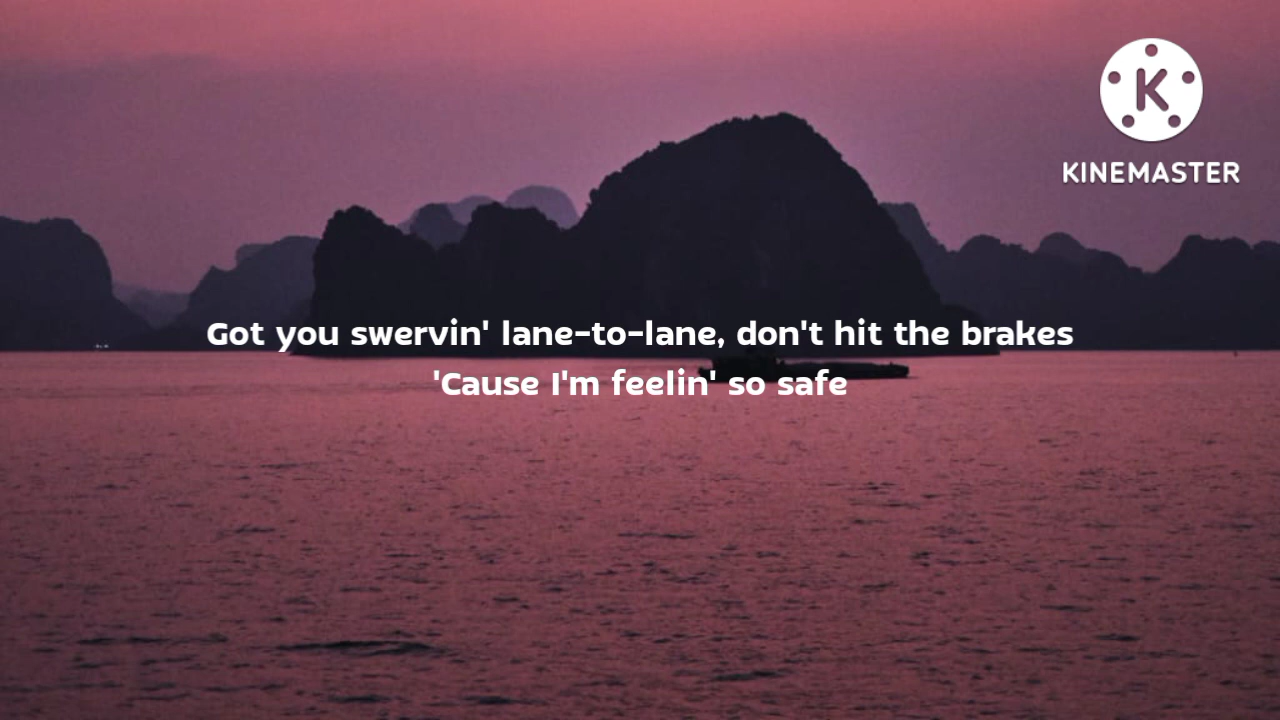 K
KINEMASTER
Got you swervin' lane-to-lane, don't hit the brakes
'Cause I'm feelin' so safe